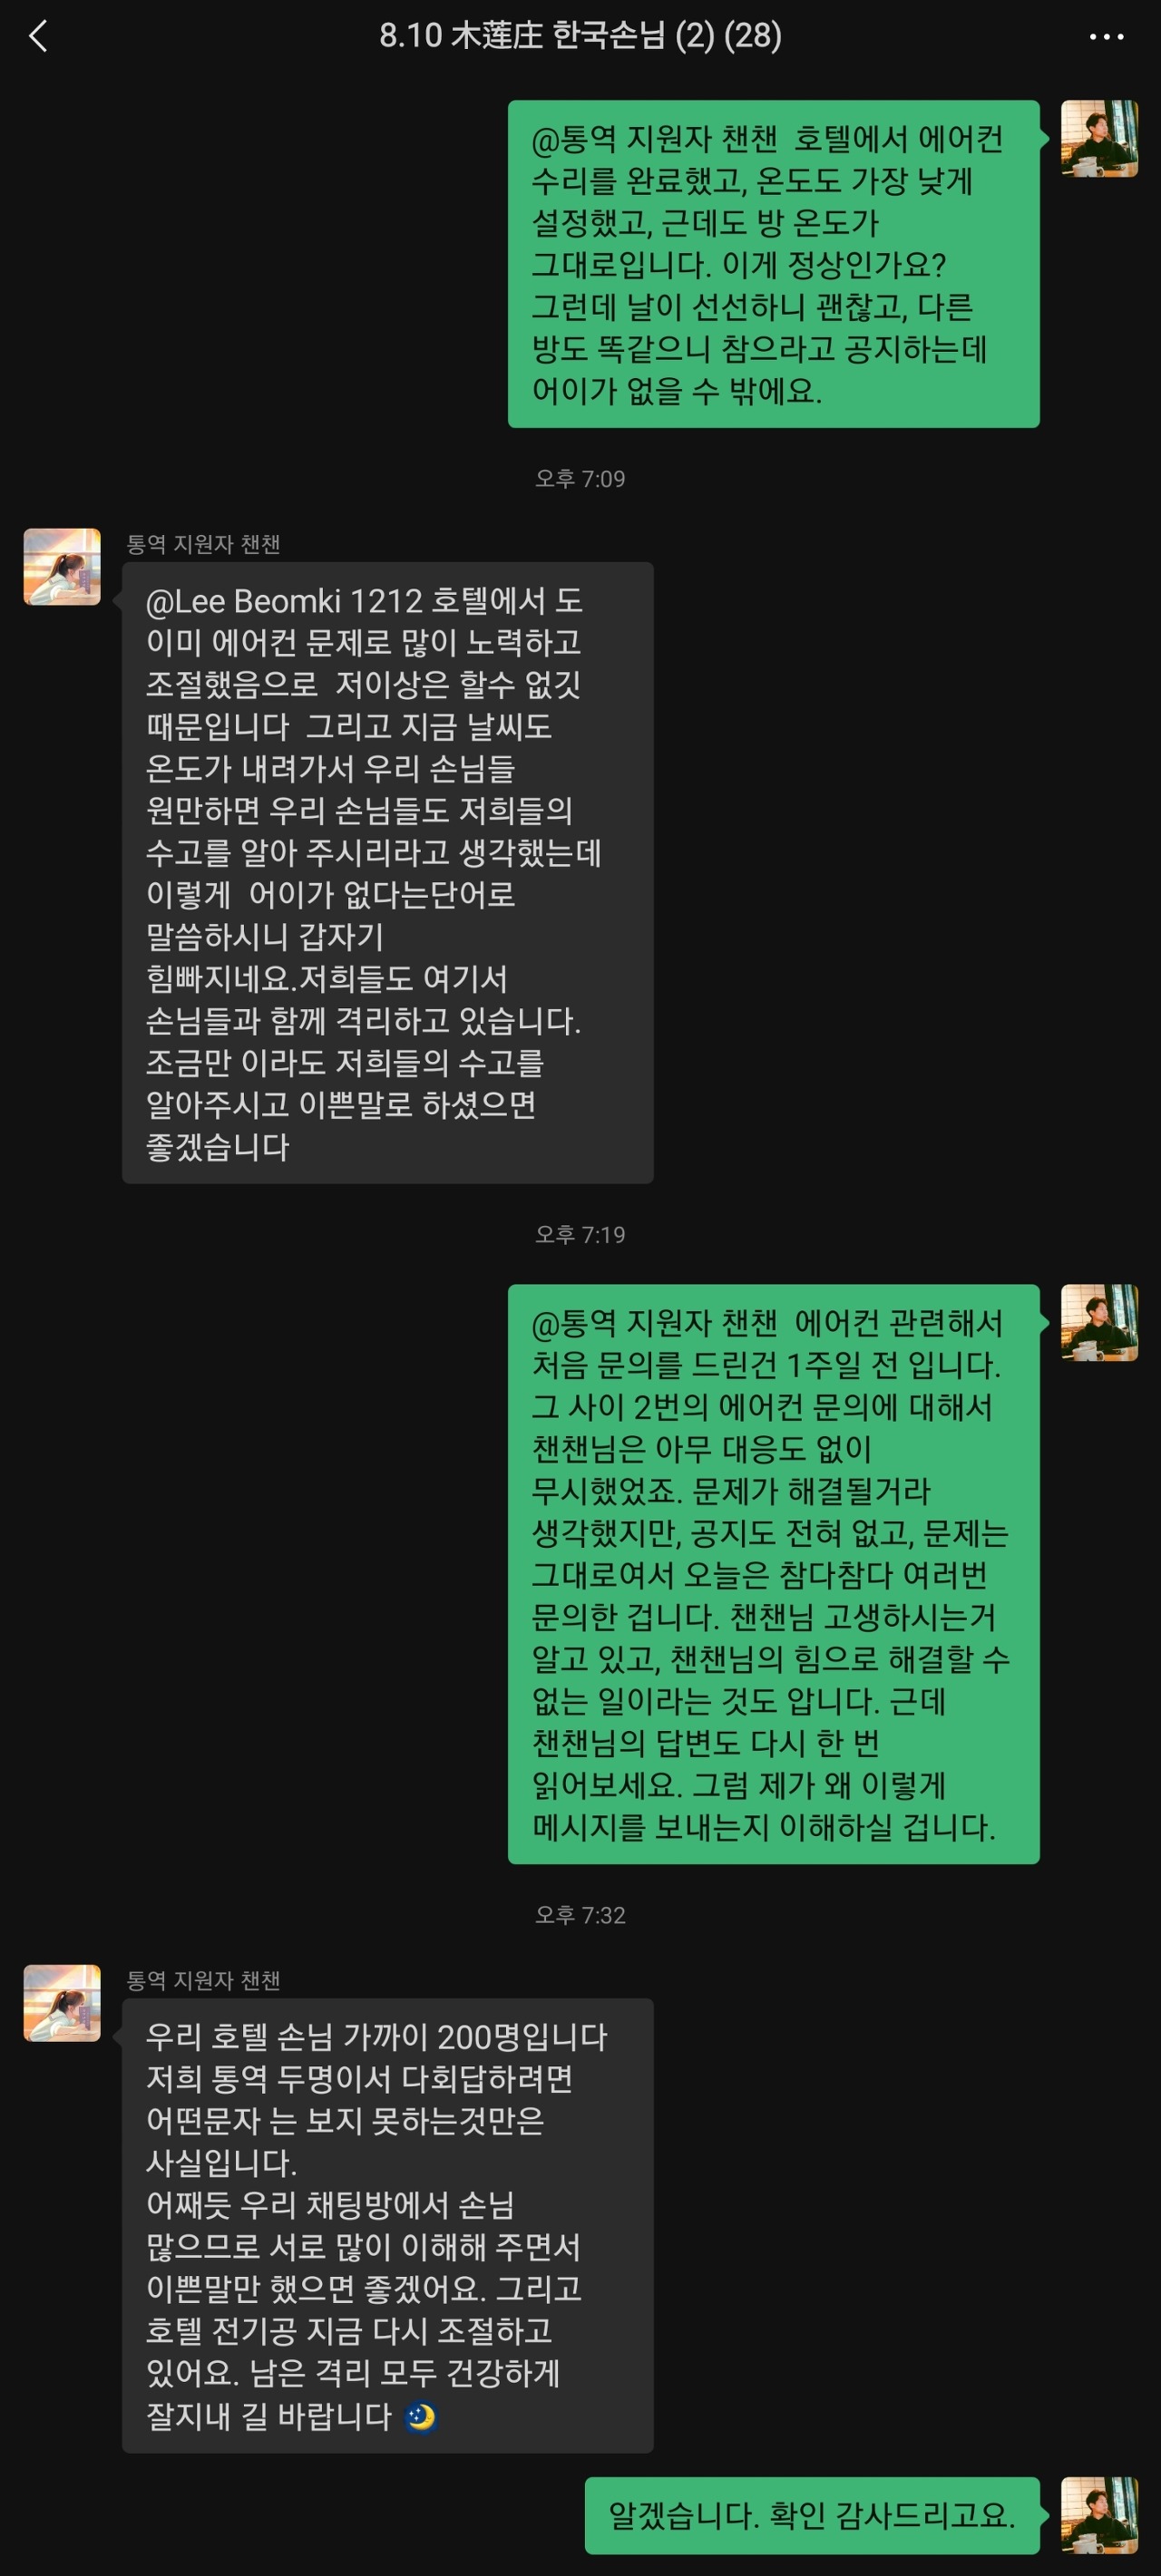 8.10 木莲庄 한국손님 (2) (28)
@통역 지원자 챈챈  호텔에서 에어컨
수리를 완료했고, 온도도 가장 낮게
설정했고, 근데도 방 온도가
그대로입니다. 이게 정상인가요?
그런데 날이 선선하니 괜찮고, 다른
방도 똑같으니 참으라고 공지하는데
어이가 없을 수 밖에요.
오후 7:09
통역 지원자 챈챈
@Lee Beomki 1212 호텔에서 도
이미 에어컨 문제로 많이 노력하고
조절했음으로  저이상은 할수 없깃
때문입니다  그리고 지금 날씨도
온도가 내려가서 우리 손님들
원만하면 우리 손님들도 저희들의
수고를 알아 주시리라고 생각했는데
이렇게  어이가 없다는단어로
말씀하시니 갑자기
힘빠지네요.저희들도 여기서
손님들과 함께 격리하고 있습니다.
조금만 이라도 저희들의 수고를
알아주시고 이쁜말로 하셨으면
좋겠습니다
오후 7:19
@통역 지원자 챈챈  에어컨 관련해서
처음 문의를 드린건 1주일 전 입니다.
그 사이 2번의 에어컨 문의에 대해서
챈챈님은 아무 대응도 없이
무시했었죠. 문제가 해결될거라
생각했지만, 공지도 전혀 없고, 문제는
그대로여서 오늘은 참다참다 여러번
문의한 겁니다. 챈챈님 고생하시는거
알고 있고, 챈챈님의 힘으로 해결할 수
없는 일이라는 것도 압니다. 근데
챈챈님의 답변도 다시 한 번
읽어보세요. 그럼 제가 왜 이렇게
메시지를 보내는지 이해하실 겁니다.
오후 7:32
통역 지원자 챈챈
우리 호텔 손님 가까이 200명입니다
저희 통역 두명이서 다회답하려면
어떤문자 는 보지 못하는것만은
사실입니다.
어째듯 우리 채팅방에서 손님
많으므로 서로 많이 이해해 주면서
이쁜말만 했으면 좋겠어요. 그리고
호텔 전기공 지금 다시 조절하고
있어요. 남은 격리 모두 건강하게
잘지내 길 바랍니다 🌙
알겠습니다. 확인 감사드리고요.